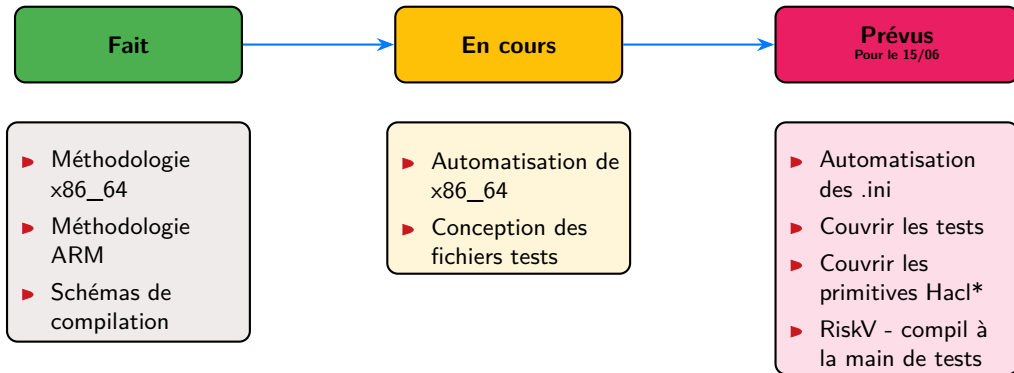 Fait
En cours
Prévus
Pour le 15/06
Méthodologie
x86_64
Méthodologie
ARM
Schémas de
compilation
Automatisation de
x86_64
Conception des
fichiers tests
Automatisation
des .ini
Couvrir les tests
Couvrir les
primitives Hacl*
RiskV - compil à
la main de tests